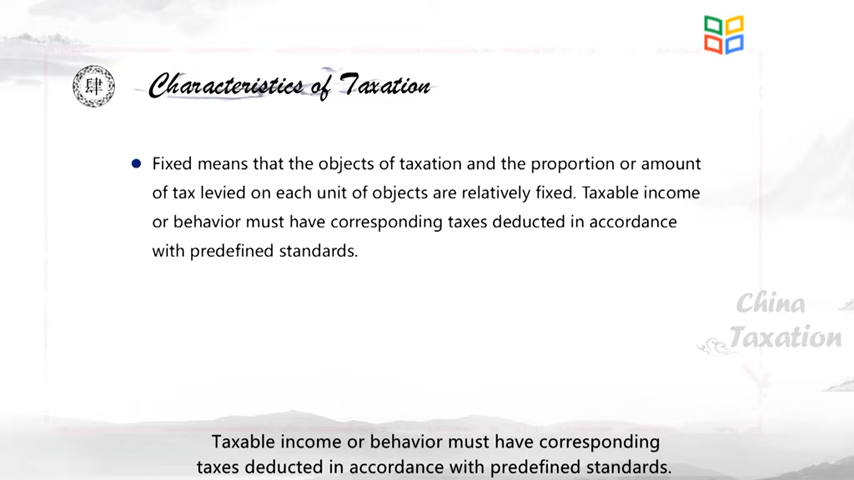 肆
Characteristics of Taxation
Fixed means that the objects of taxation and the proportion or amount
of tax levied on each unit of objects are relatively fixed. Taxable income
or behavior must have corresponding taxes deducted in accordance
with predefined standards.
China
Taxation
Taxable income or behavior must have corresponding
taxes deducted in accordance with predefined standards.